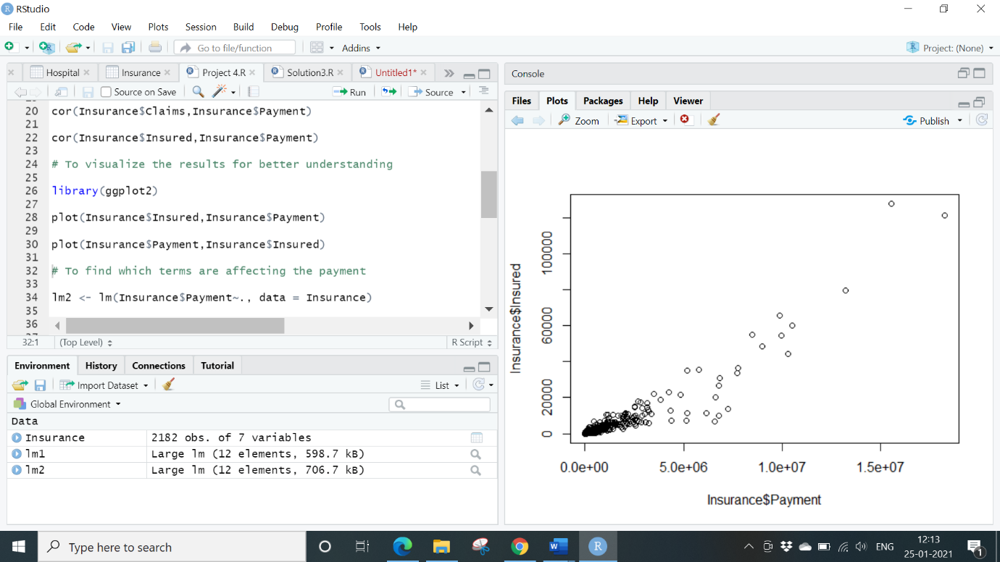 RStudio
File Edit Code View Plots Session Build Debug Profile Tools Help
Go to file/function Addins Project: (None)
Hospital Insurance Project 4.R Solution3.R Untitled1*
Source on Save Run Source
20 cor(Insurance$Claims,Insurance$Payment)
21
22 cor(Insurance$Insured,Insurance$Payment)
23
24 # To visualize the results for better understanding
25
26 library(ggplot2)
27
28 plot(Insurance$Insured,Insurance$Payment)
29
30 plot(Insurance$Payment,Insurance$Insured)
31
32 # To find which terms are affecting the payment
33
34 lm2 <- lm(Insurance$Payment~., data = Insurance)
35
36
32:1 (Top Level) R Script
Environment History Connections Tutorial
Import Dataset List
Global Environment
Data
Insurance 2182 obs. of 7 variables
lm1 Large lm (12 elements, 598.7 kB)
lm2 Large lm (12 elements, 706.7 kB)
Console
Files Plots Packages Help Viewer
Zoom Export Publish
Insurance$Insured
100000
60000
20000
0
0.0e+00 5.0e+06 1.0e+07 1.5e+07
Insurance$Payment
Type here to search
ENG
12:13
25-01-2021
1